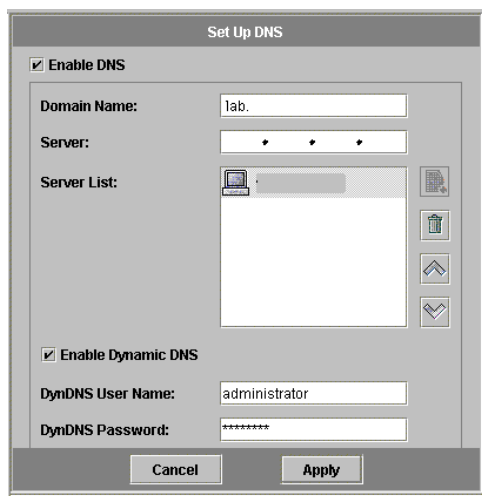 Set Up DNS
Enable DNS
Domain Name: lab.
Server: . . .
Server List:
Enable Dynamic DNS
DynDNS User Name: administrator
DynDNS Password: ********
Cancel Apply